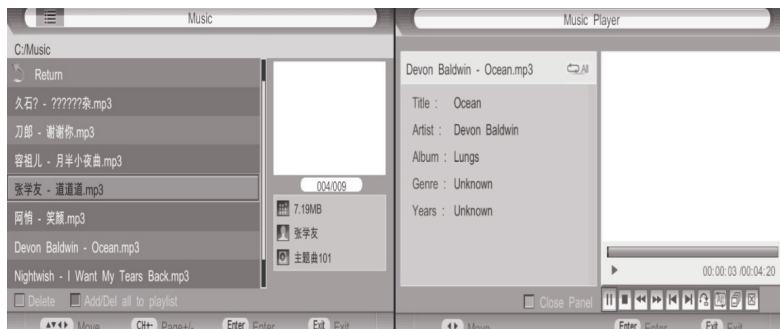 Music
C:/Music
Return
久石? - ??????杂.mp3
刀郎 - 谢谢你.mp3
容祖儿 - 月半小夜曲.mp3
张学友 - 道道道.mp3
阿悄 - 笑颜.mp3
Devon Baldwin - Ocean.mp3
Nightwish - I Want My Tears Back.mp3
004/009
7.19MB
张学友
主题曲101
Delete
Add/Del all to playlist
Move
CH+- Page+/-
Enter Enter
Exit Exit
Music Player
Devon Baldwin - Ocean.mp3
All
Title : Ocean
Artist : Devon Baldwin
Album : Lungs
Genre : Unknown
Years : Unknown
Close Panel
00:00:03 /00:04:20
Move
Enter Enter
Exit Exit